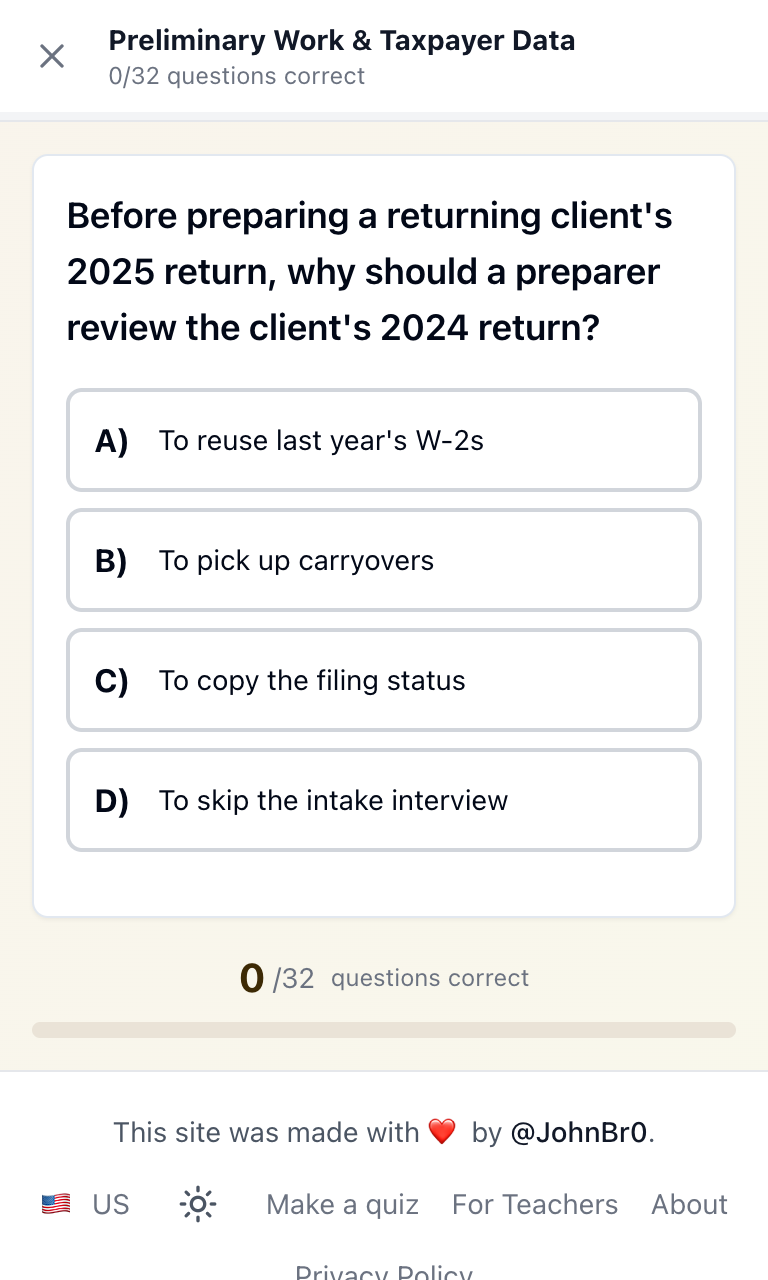 Preliminary Work & Taxpayer Data
0/32 questions correct
Before preparing a returning client's
2025 return, why should a preparer
review the client's 2024 return?
A) To reuse last year's W-2s
B) To pick up carryovers
C) To copy the filing status
D) To skip the intake interview
0 /32 questions correct
This site was made with ❤️ by @JohnBr0.
🇺🇸 US Make a quiz For Teachers About
Privacy Policy